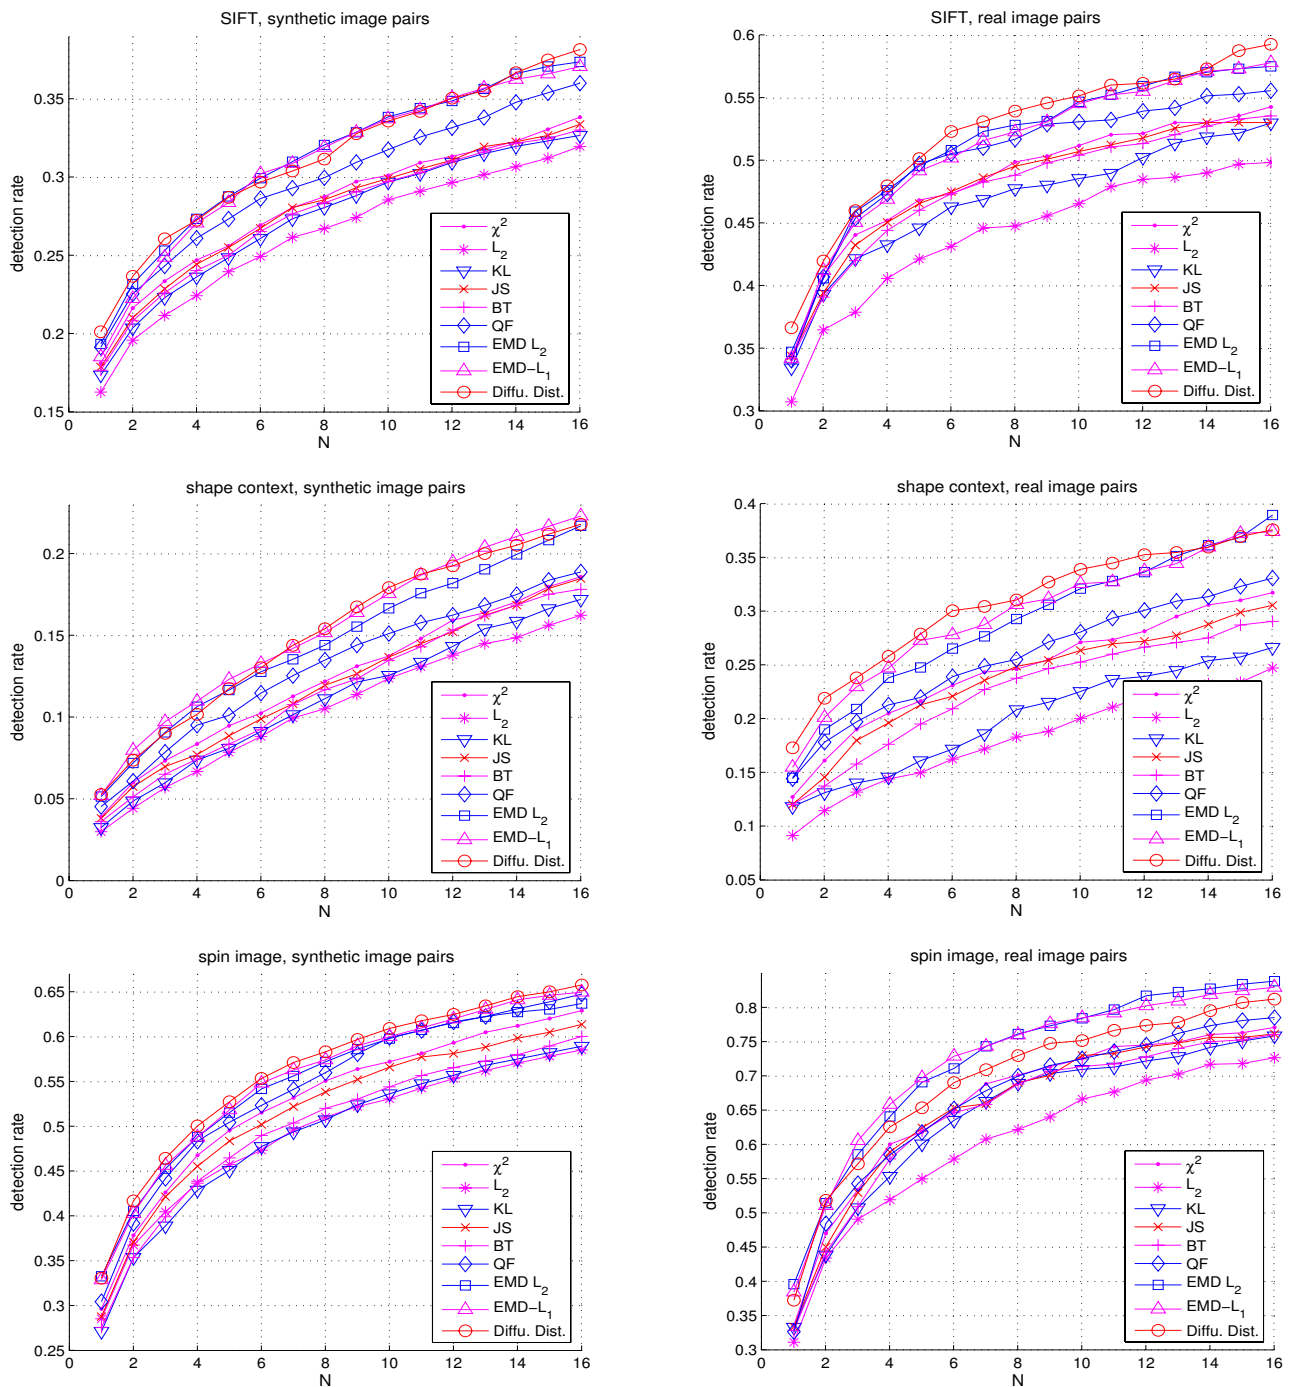 SIFT, synthetic image pairs
detection rate
0.35
0.3
0.25
0.2
0.15
0 2 4 6 8 10 12 14 16
N
χ²
L₂
KL
JS
BT
QF
EMD L₂
EMD−L₁
Diffu. Dist.
SIFT, real image pairs
detection rate
0.6
0.55
0.5
0.45
0.4
0.35
0.3
0 2 4 6 8 10 12 14 16
N
χ²
L₂
KL
JS
BT
QF
EMD L₂
EMD−L₁
Diffu. Dist.
shape context, synthetic image pairs
detection rate
0.2
0.15
0.1
0.05
0
0 2 4 6 8 10 12 14 16
N
χ²
L₂
KL
JS
BT
QF
EMD L₂
EMD−L₁
Diffu. Dist.
shape context, real image pairs
detection rate
0.4
0.35
0.3
0.25
0.2
0.15
0.1
0.05
0 2 4 6 8 10 12 14 16
N
χ²
L₂
KL
JS
BT
QF
EMD L₂
EMD−L₁
Diffu. Dist.
spin image, synthetic image pairs
detection rate
0.65
0.6
0.55
0.5
0.45
0.4
0.35
0.3
0.25
0 2 4 6 8 10 12 14 16
N
χ²
L₂
KL
JS
BT
QF
EMD L₂
EMD−L₁
Diffu. Dist.
spin image, real image pairs
detection rate
0.8
0.75
0.7
0.65
0.6
0.55
0.5
0.45
0.4
0.35
0.3
0 2 4 6 8 10 12 14 16
N
χ²
L₂
KL
JS
BT
QF
EMD L₂
EMD−L₁
Diffu. Dist.